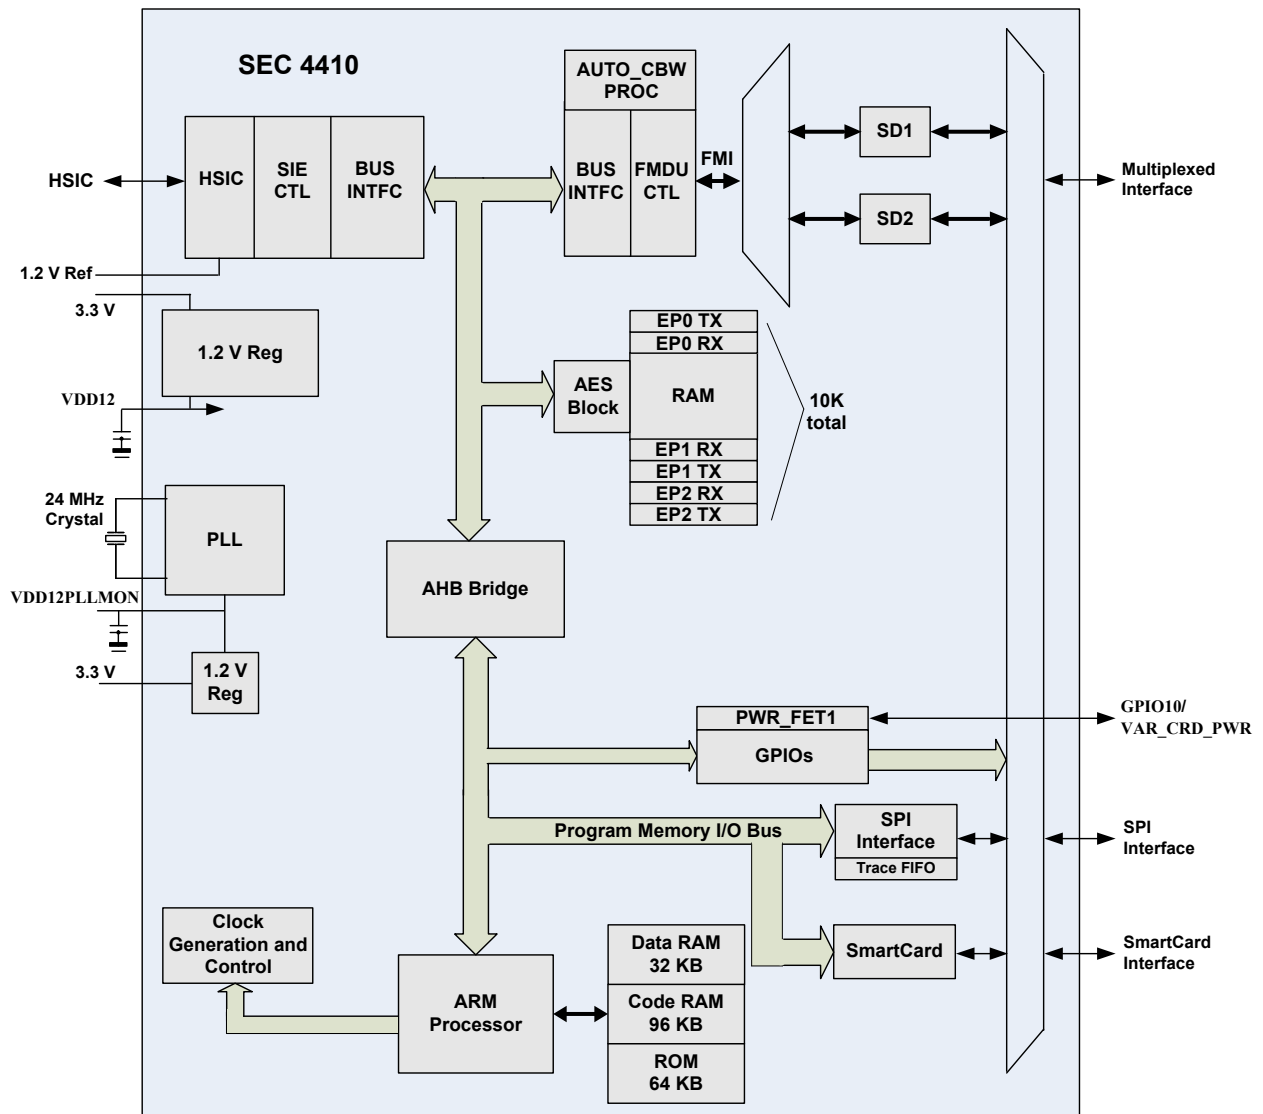 SEC 4410
AUTO_CBW
PROC
HSIC
HSIC
SIE
CTL
BUS
INTFC
BUS
INTFC
FMDU
CTL
FMI
SD1
SD2
Multiplexed
Interface
1.2 V Ref
3.3 V
1.2 V Reg
VDD12
EP0 TX
EP0 RX
AES
Block
RAM
EP1 RX
EP1 TX
EP2 RX
EP2 TX
10K
total
24 MHz
Crystal
PLL
VDD12PLLMON
3.3 V
1.2 V
Reg
AHB Bridge
PWR_FET1
GPIOs
GPIO10/
VAR_CRD_PWR
Program Memory I/O Bus
SPI
Interface
Trace FIFO
SPI
Interface
Clock
Generation and
Control
ARM
Processor
Data RAM
32 KB
Code RAM
96 KB
ROM
64 KB
SmartCard
SmartCard
Interface